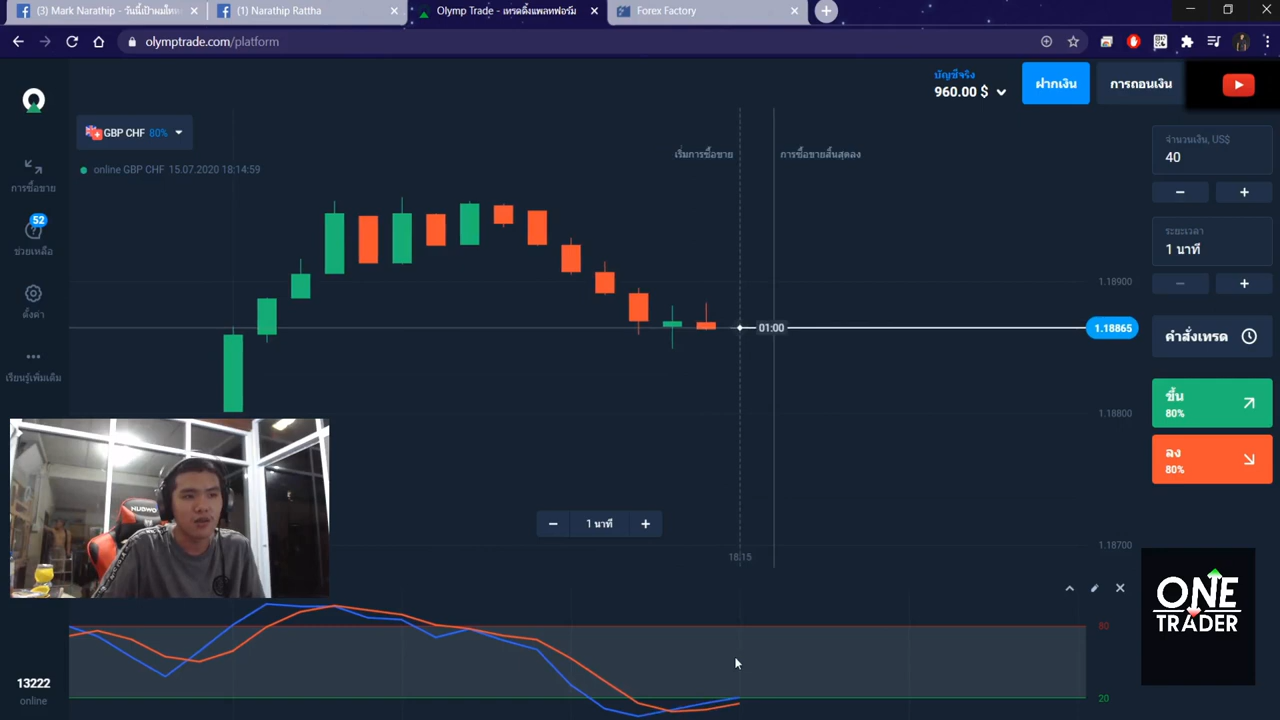 (3) Mark Narathip - วันนี้เป้าผมใหย
(1) Narathip Rattha
Olymp Trade - เทรดดิ้งแพลทฟอร์ม
Forex Factory
olymptrade.com/platform
บัญชีจริง
960.00 $
ฝากเงิน
การถอนเงิน
GBP CHF 80%
online GBP CHF 15.07.2020 18:14:59
เริ่มการซื้อขาย
การซื้อขายสิ้นสุดลง
จำนวนเงิน, US$
40
การซื้อขาย
52
ช่วยเหลือ
ระยะเวลา
1 นาที
1.18900
ตั้งค่า
01:00
1.18865
คำสั่งเทรด
เรียนรู้เพิ่มเติม
ขึ้น
80%
1.18800
ลง
80%
HUDWO
1 นาที
1.18700
18:15
ONE
TRADER
80
20
13222
online